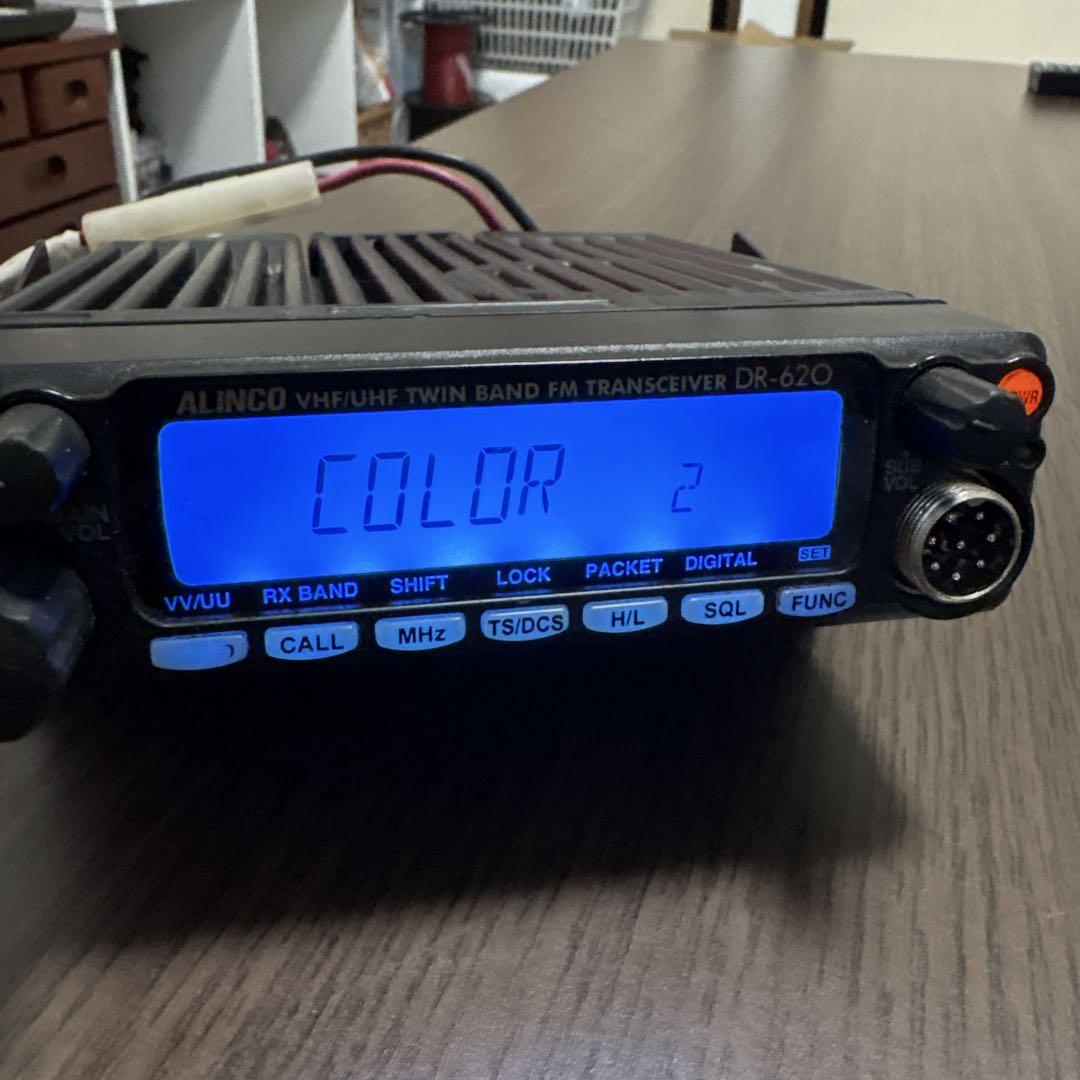 ALINCO VHF/UHF TWIN BAND FM TRANSCEIVER DR-620
COLOR 2
SUB
VOL
VOL
VV/UU RX BAND SHIFT LOCK PACKET DIGITAL SET
CALL MHz TS/DCS H/L SQL FUNC